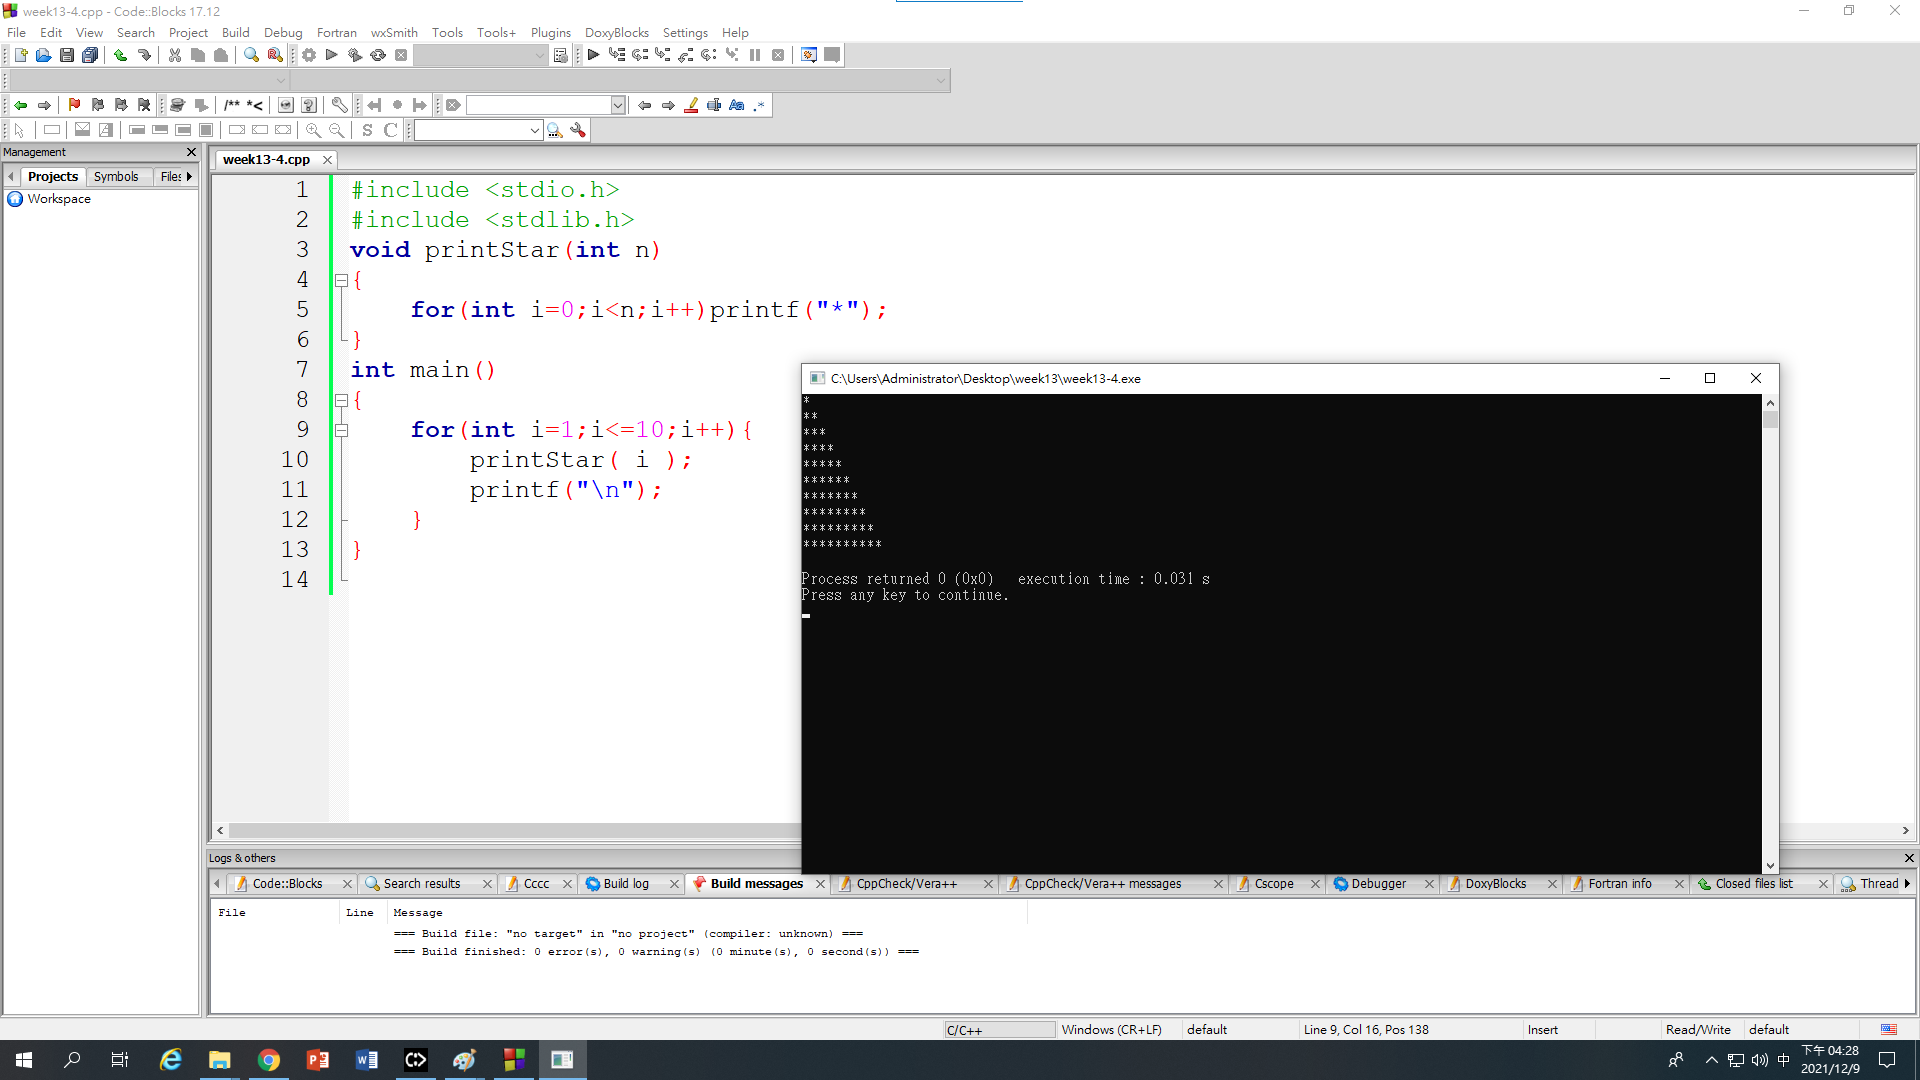 week13-4.cpp - Code::Blocks 17.12
File Edit View Search Project Build Debug Fortran wxSmith Tools Tools+ Plugins DoxyBlocks Settings Help
/** *<
Aa .*
S C
Management
Projects Symbols Files
Workspace
week13-4.cpp
1 #include <stdio.h>
2 #include <stdlib.h>
3 void printStar(int n)
4 {
5 for(int i=0;i<n;i++)printf("*");
6 }
7 int main()
8 {
9 for(int i=1;i<=10;i++){
10 printStar( i );
11 printf("\n");
12 }
13 }
14
C:\Users\Administrator\Desktop\week13\week13-4.exe
*
**
***
****
*****
******
*******
********
*********
**********
Process returned 0 (0x0) execution time : 0.031 s
Press any key to continue.
Logs & others
Code::Blocks Search results Cccc Build log Build messages CppCheck/Vera++ CppCheck/Vera++ messages Cscope Debugger DoxyBlocks Fortran info Closed files list Thread
File Line Message
=== Build file: "no target" in "no project" (compiler: unknown) ===
=== Build finished: 0 error(s), 0 warning(s) (0 minute(s), 0 second(s)) ===
C/C++ Windows (CR+LF) default Line 9, Col 16, Pos 138 Insert Read/Write default
中 下午 04:28
2021/12/9